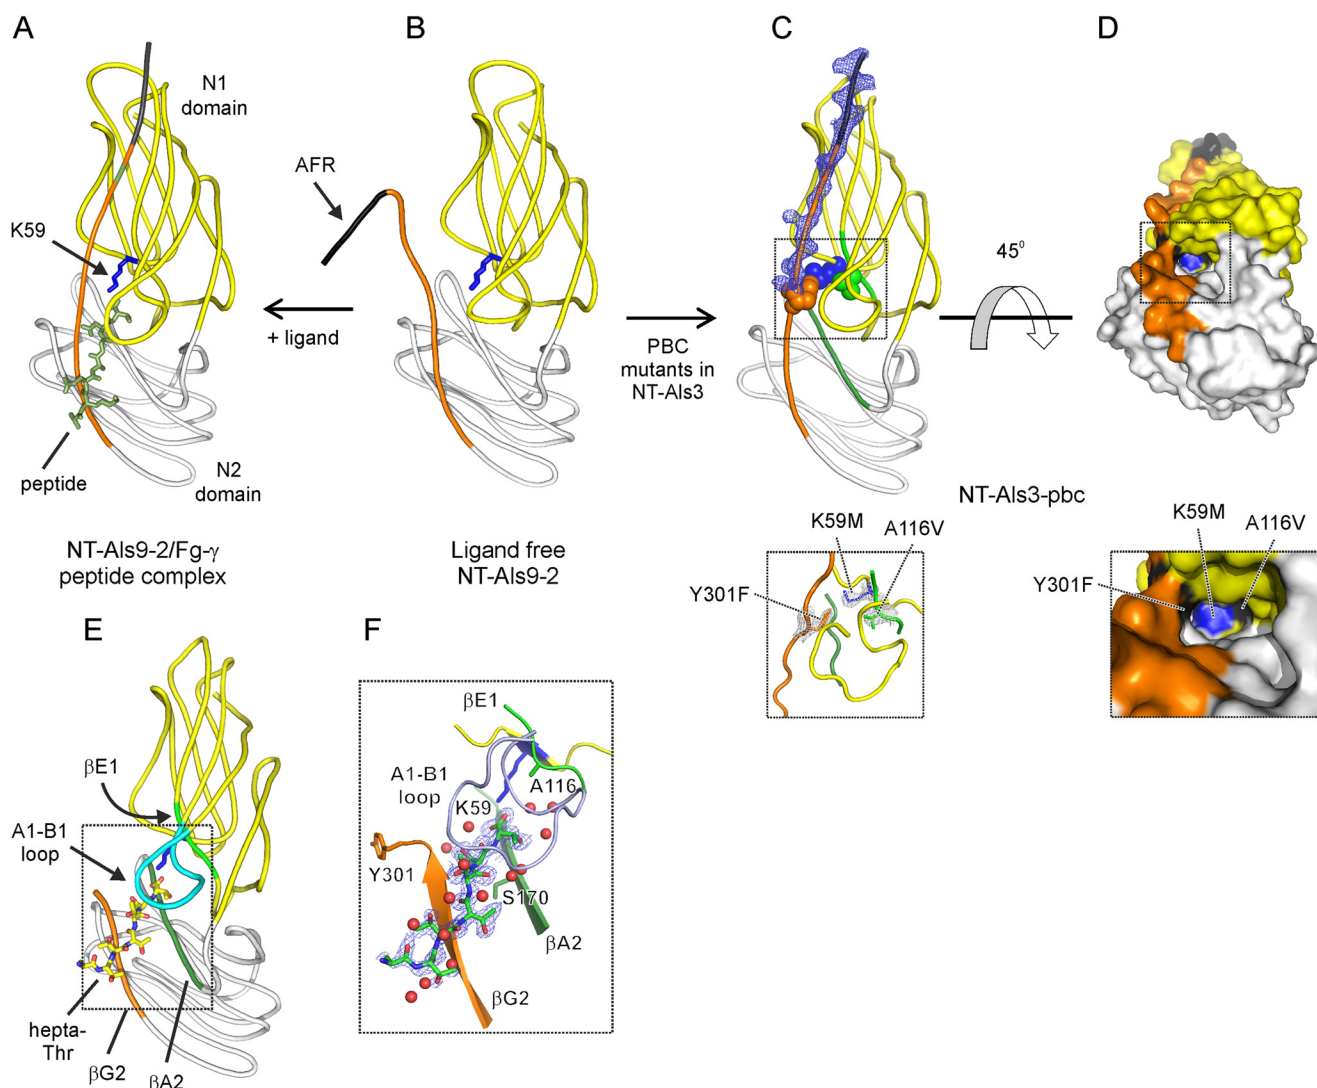 A
B
C
D
N1
domain
AFR
K59
45⁰
+ ligand
PBC
mutants in
NT-Als3
peptide
N2
domain
NT-Als9-2/Fg-γ
peptide complex
Ligand free
NT-Als9-2
NT-Als3-pbc
K59M
A116V
Y301F
K59M
A116V
Y301F
E
βE1
A1-B1
loop
hepta-
Thr
βG2
βA2
F
βE1
A1-B1
loop
A116
K59
Y301
S170
βA2
βG2